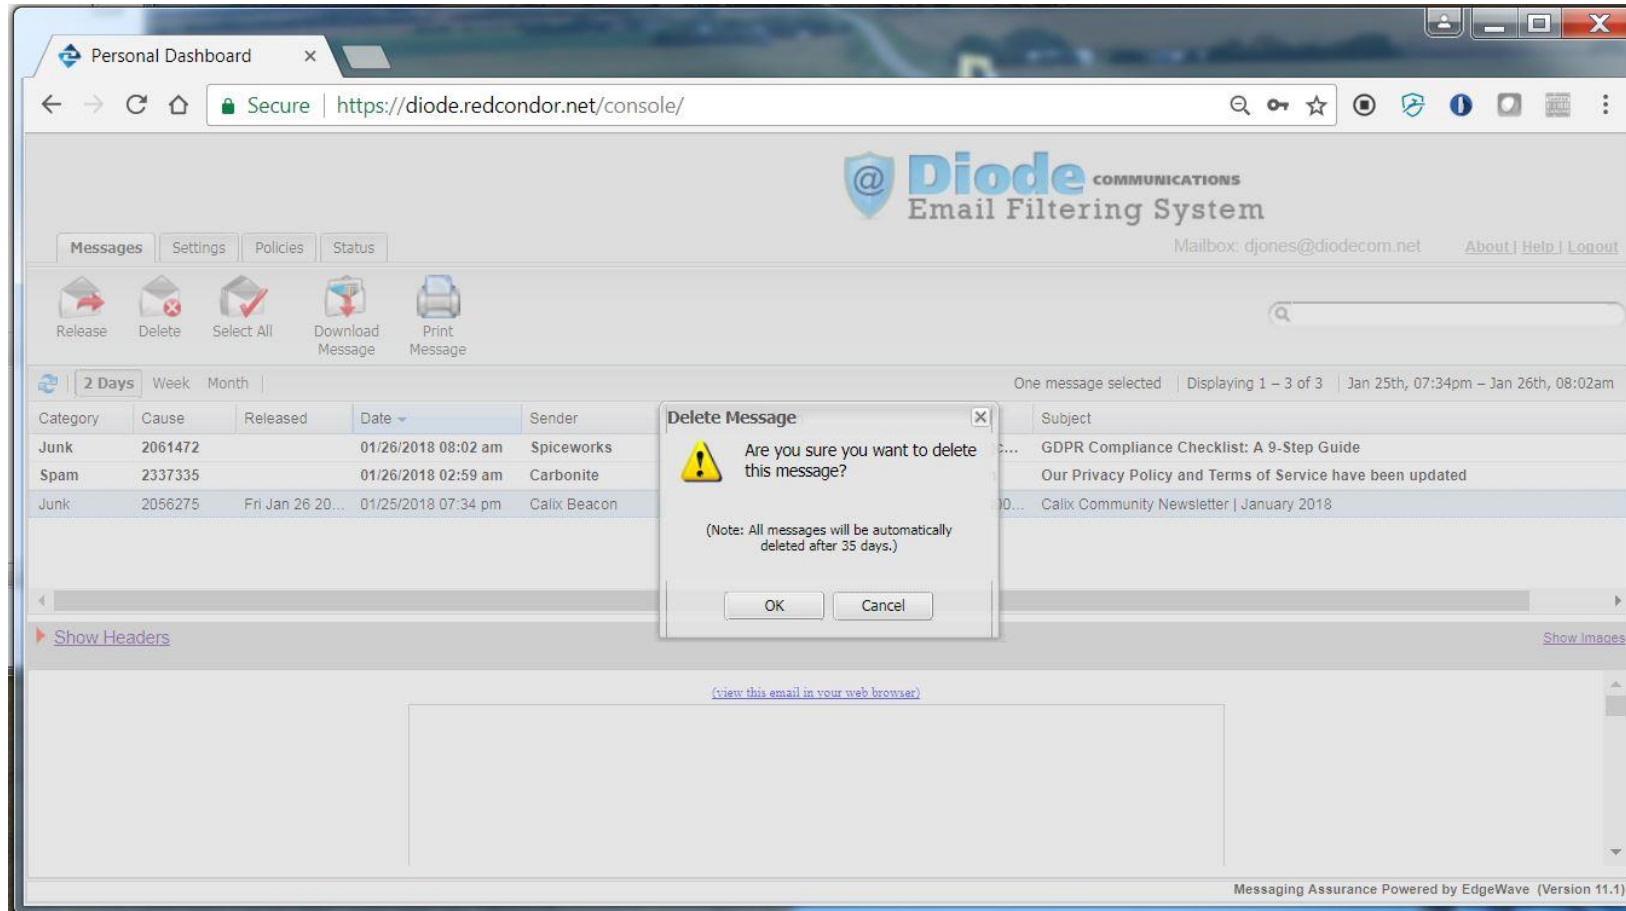 Personal Dashboard
Secure | https://diode.redcondor.net/console/
@ Diode COMMUNICATIONS
Email Filtering System
Messages Settings Policies Status Mailbox: djones@diodecom.net About | Help | Logout
Release Delete Select All Download Message Print Message
2 Days Week Month One message selected Displaying 1 – 3 of 3 Jan 25th, 07:34pm – Jan 26th, 08:02am
Category Cause Released Date Sender Subject
Junk 2061472 01/26/2018 08:02 am Spiceworks GDPR Compliance Checklist: A 9-Step Guide
Spam 2337335 01/26/2018 02:59 am Carbonite Our Privacy Policy and Terms of Service have been updated
Junk 2056275 Fri Jan 26 20... 01/25/2018 07:34 pm Calix Beacon Calix Community Newsletter | January 2018
Delete Message
Are you sure you want to delete
this message?
(Note: All messages will be automatically
deleted after 35 days.)
OK Cancel
Show Headers Show Images
(view this email in your web browser)
Messaging Assurance Powered by EdgeWave (Version 11.1)